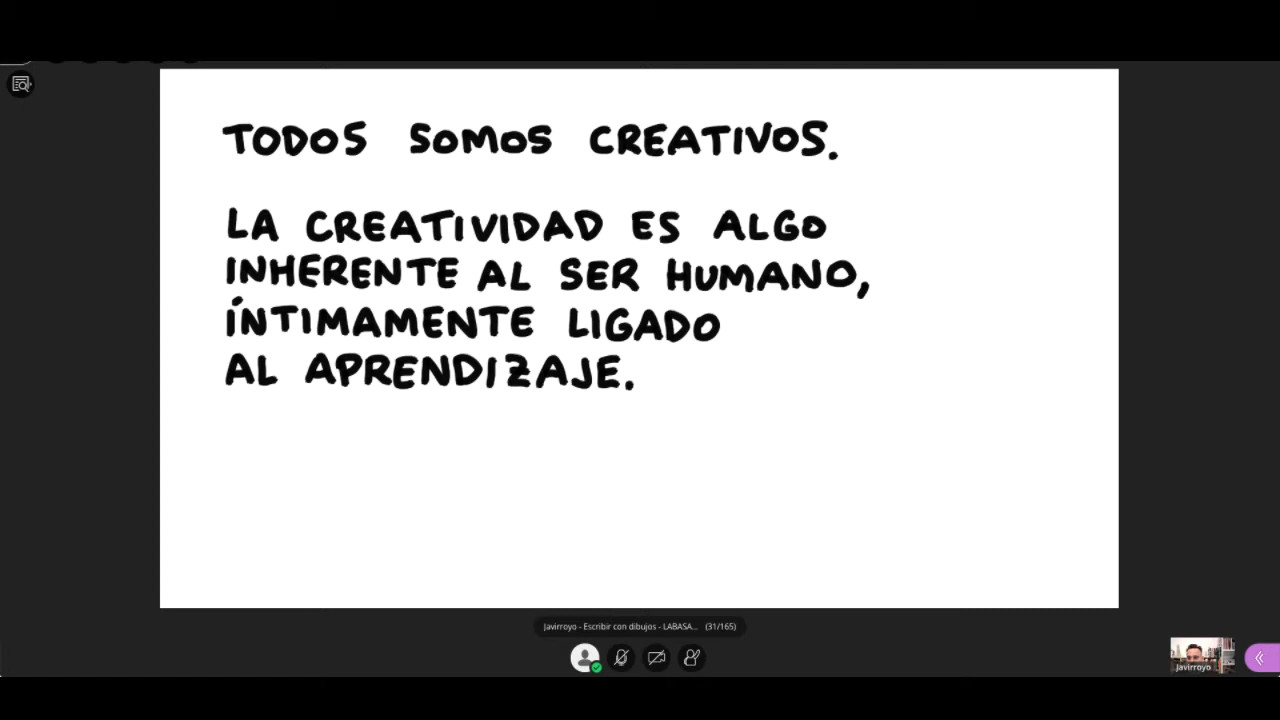 TODOS SOMOS CREATIVOS.
LA CREATIVIDAD ES ALGO
INHERENTE AL SER HUMANO,
ÍNTIMAMENTE LIGADO
AL APRENDIZAJE.
Javirroyo - Escribir con dibujos - LABASA... (31/165)
Javirroyo